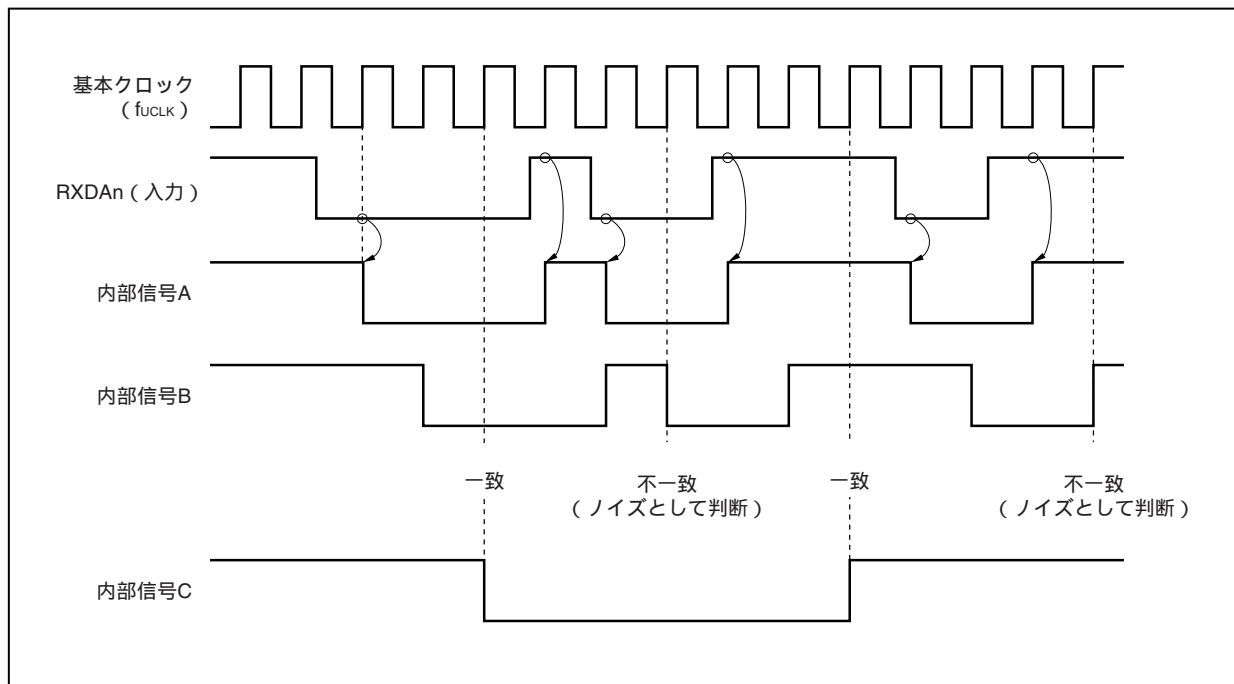 基本クロック
（fUCLK）
RXDAn（入力）
内部信号A
内部信号B
一致
不一致
（ノイズとして判断）
一致
不一致
（ノイズとして判断）
内部信号C